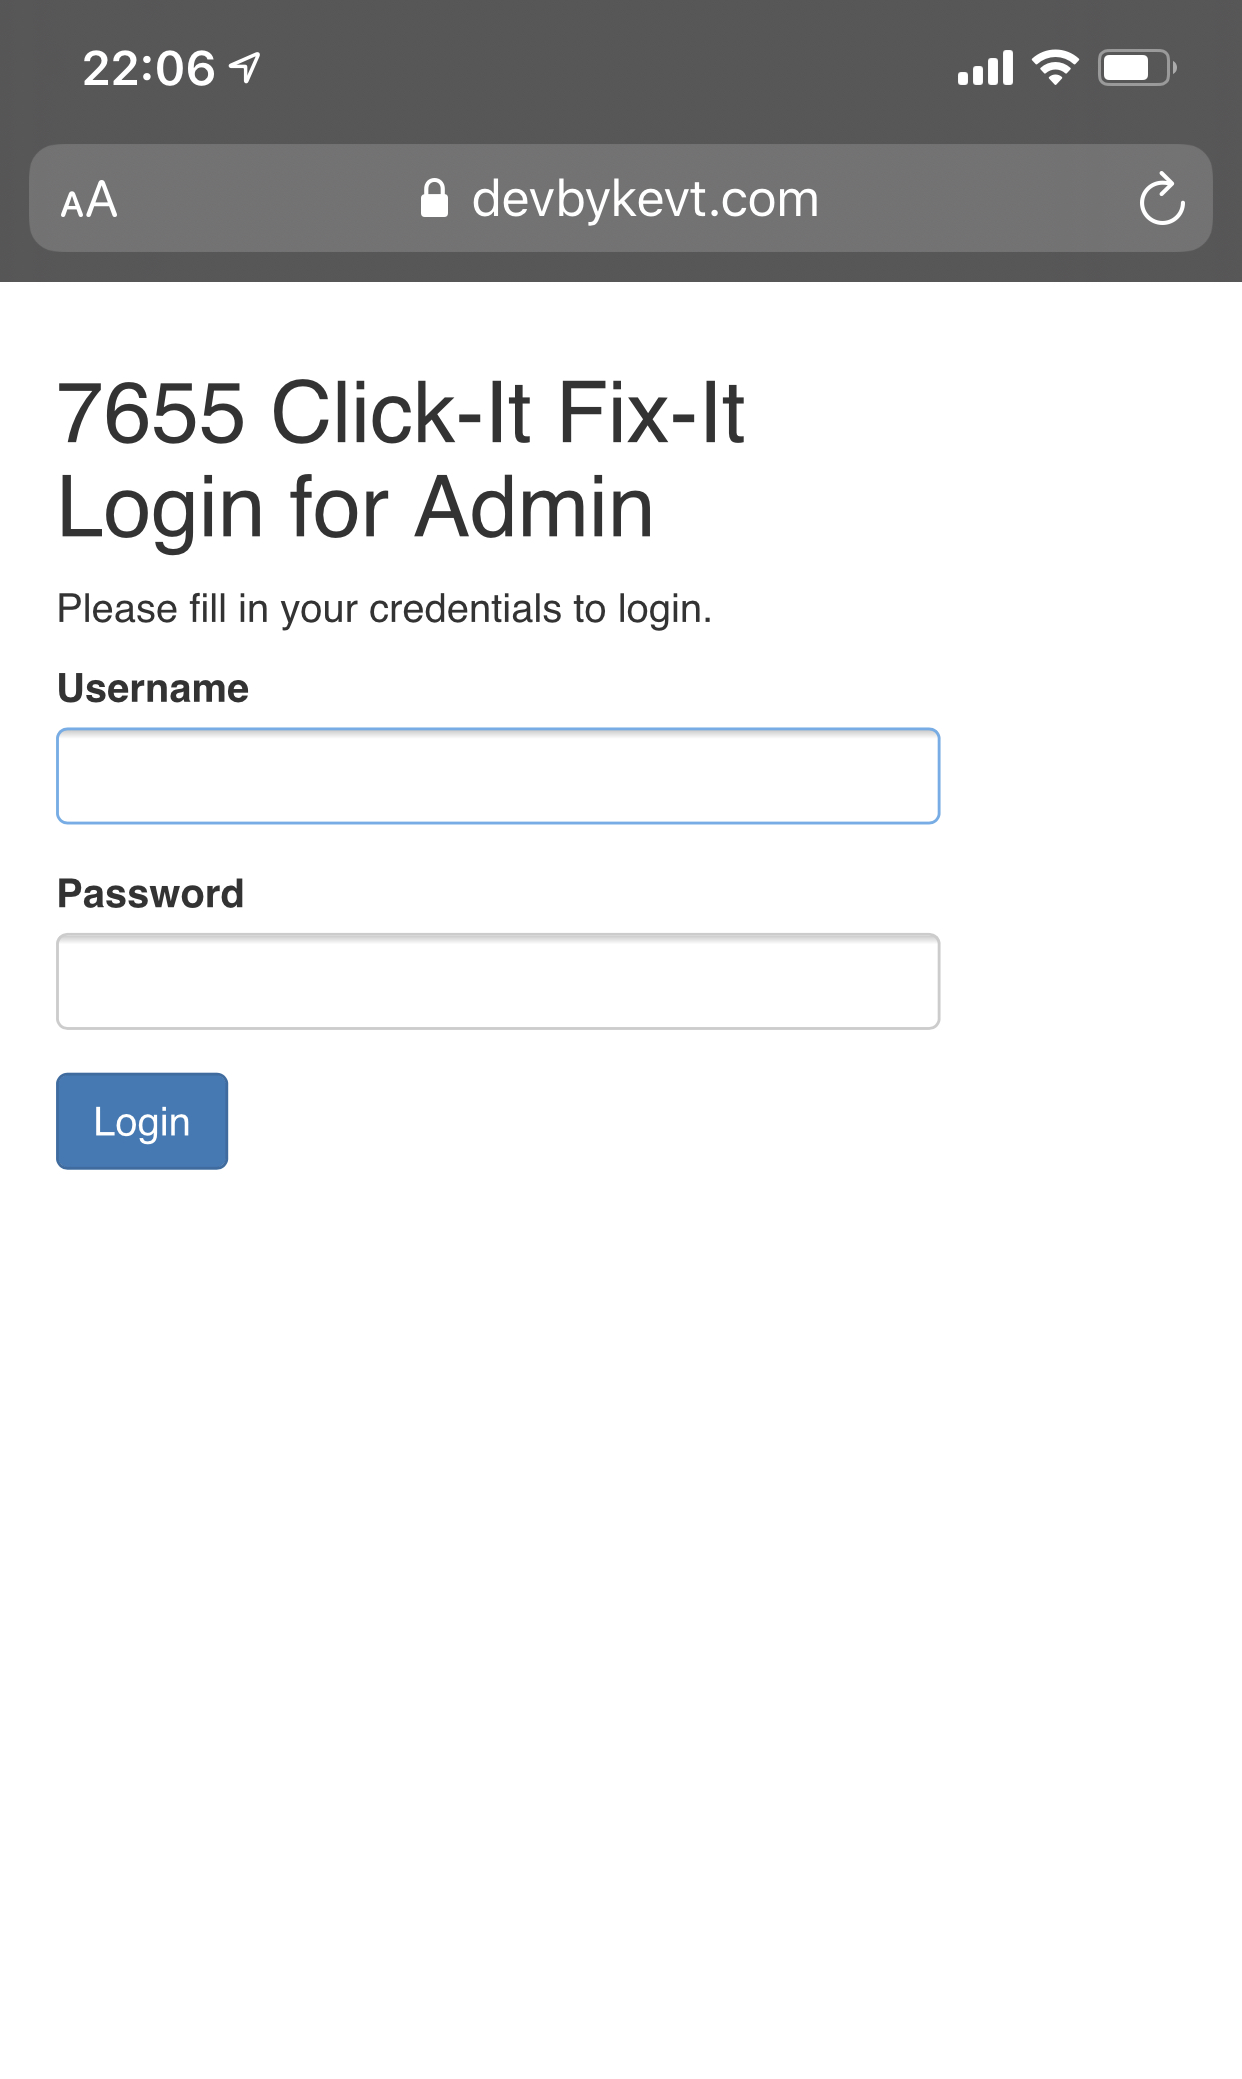 22:06
AA devbykevt.com
7655 Click-It Fix-It
Login for Admin
Please fill in your credentials to login.
Username
Password
Login